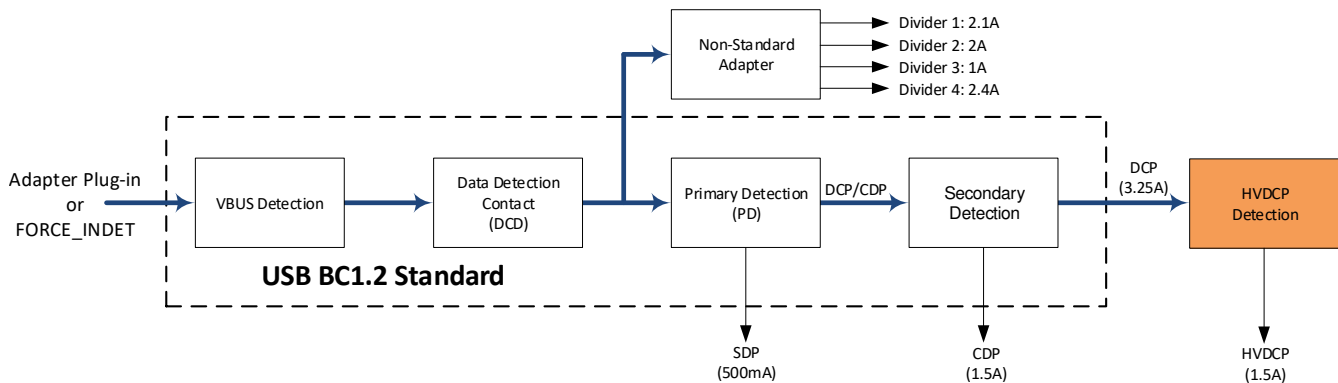 Non-Standard
Adapter
Divider 1: 2.1A
Divider 2: 2A
Divider 3: 1A
Divider 4: 2.4A
Adapter Plug-in
or
FORCE_INDET
VBUS Detection
Data Detection
Contact
(DCD)
Primary Detection
(PD)
DCP/CDP
Secondary
Detection
DCP
(3.25A)
HVDCP
Detection
USB BC1.2 Standard
SDP
(500mA)
CDP
(1.5A)
HVDCP
(1.5A)